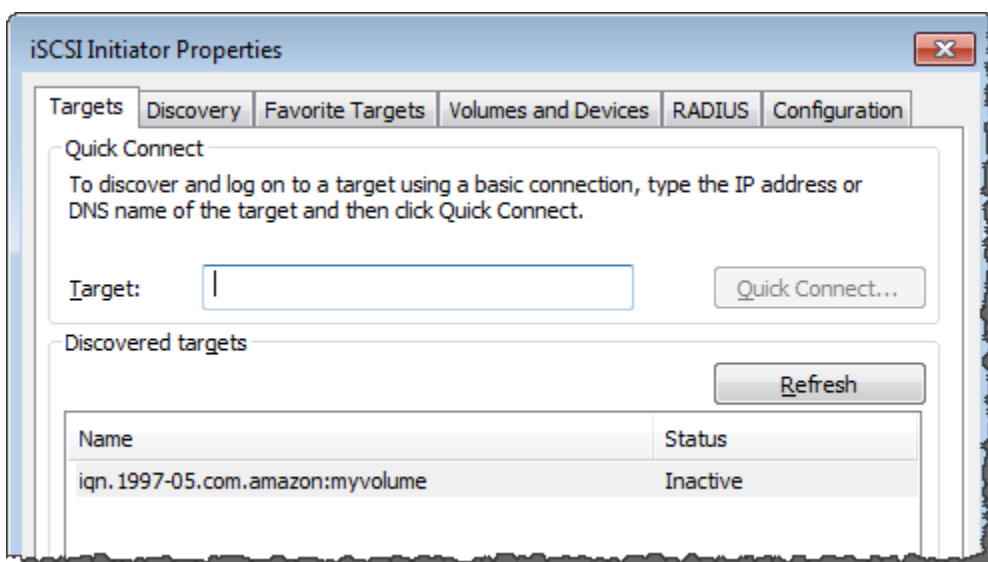 iSCSI Initiator Properties
Targets Discovery Favorite Targets Volumes and Devices RADIUS Configuration
Quick Connect
To discover and log on to a target using a basic connection, type the IP address or
DNS name of the target and then click Quick Connect.
Target: Quick Connect...
Discovered targets
Refresh
Name Status
iqn.1997-05.com.amazon:myvolume Inactive